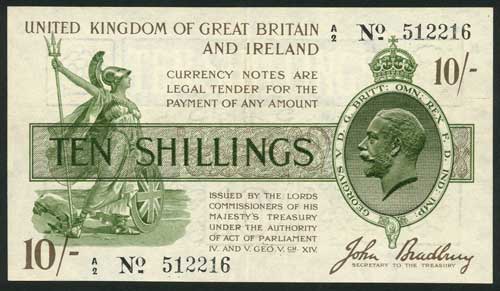 UNITED KINGDOM OF GREAT BRITAIN
AND IRELAND
A/2 No 512216
10/-
CURRENCY NOTES ARE
LEGAL TENDER FOR THE
PAYMENT OF ANY AMOUNT
GEORGIVS V D.G. BRITT: OMN: REX F.D. IND: IMP:
TEN SHILLINGS
ISSUED BY THE LORDS
COMMISSIONERS OF HIS
MAJESTY'S TREASURY
UNDER THE AUTHORITY
OF ACT OF PARLIAMENT
IV. AND V. GEO. V. CH. XIV.
10/-
A/2 No 512216
John Bradbury
SECRETARY TO THE TREASURY